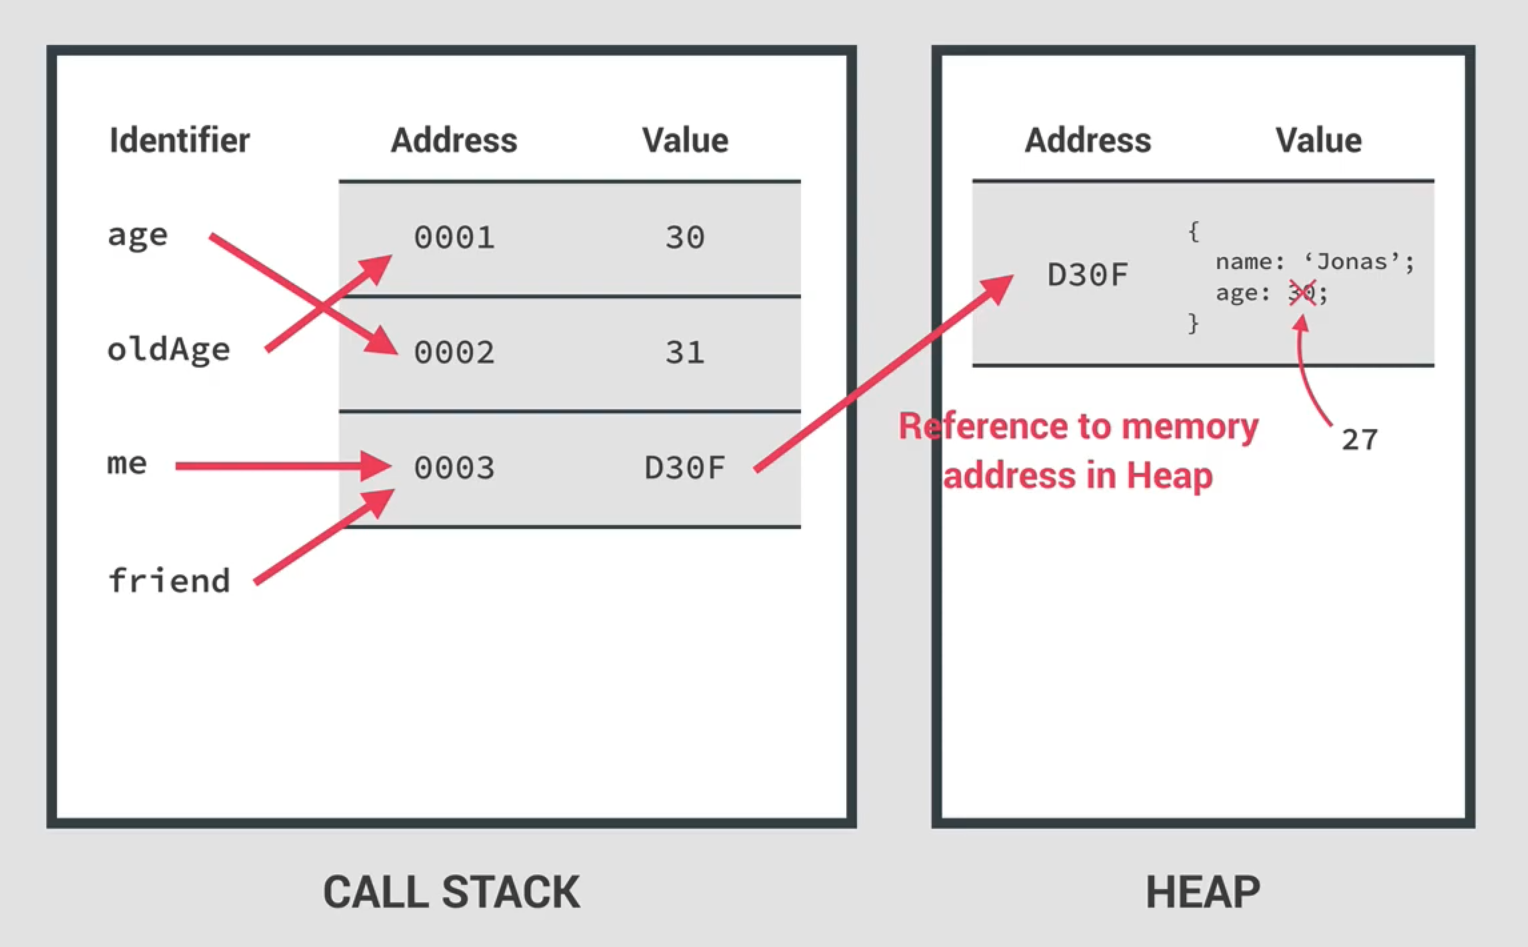 Identifier Address Value
age 0001 30
oldAge 0002 31
me 0003 D30F
friend
CALL STACK
Address Value
D30F
{
name: ‘Jonas’;
age: 30;
}
27
Reference to memory
address in Heap
HEAP